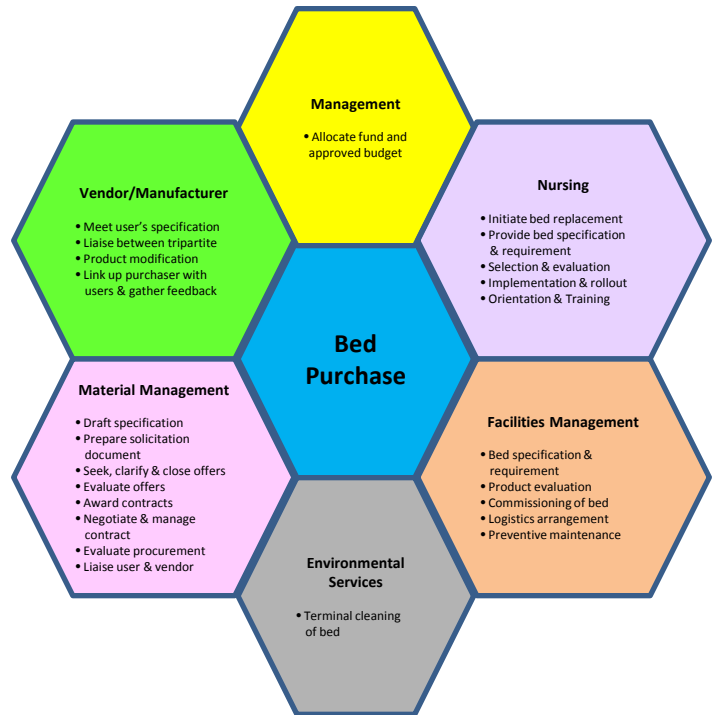 Management
• Allocate fund and
approved budget
Vendor/Manufacturer
• Meet user's specification
• Liaise between tripartite
• Product modification
• Link up purchaser with
users & gather feedback
Nursing
• Initiate bed replacement
• Provide bed specification
& requirement
• Selection & evaluation
• Implementation & rollout
• Orientation & Training
Bed
Purchase
Material Management
• Draft specification
• Prepare solicitation
document
• Seek, clarify & close offers
• Evaluate offers
• Award contracts
• Negotiate & manage
contract
• Evaluate procurement
• Liaise user & vendor
Facilities Management
• Bed specification &
requirement
• Product evaluation
• Commissioning of bed
• Logistics arrangement
• Preventive maintenance
Environmental
Services
• Terminal cleaning
of bed